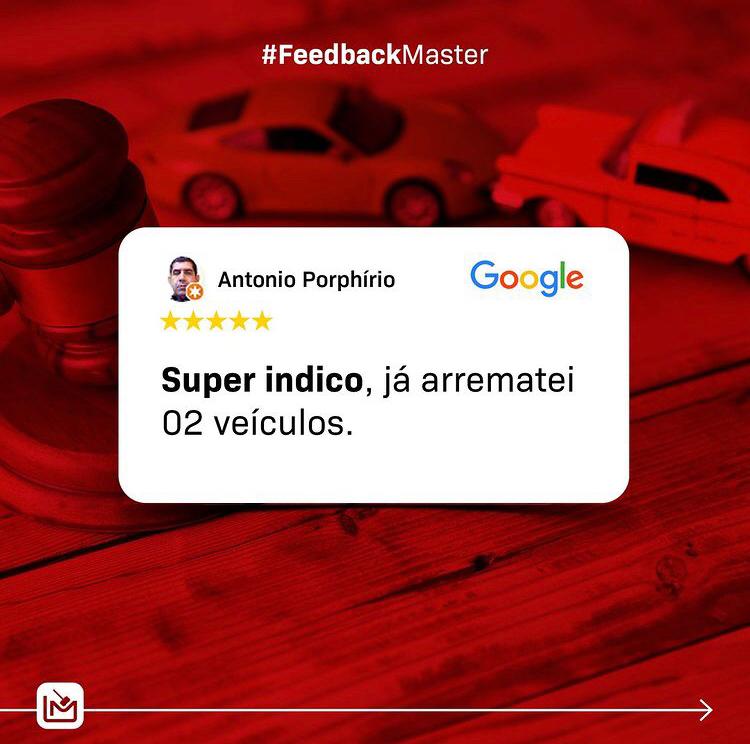 #FeedbackMaster
Antonio Porphírio
Google
Super indico, já arrematei
02 veículos.